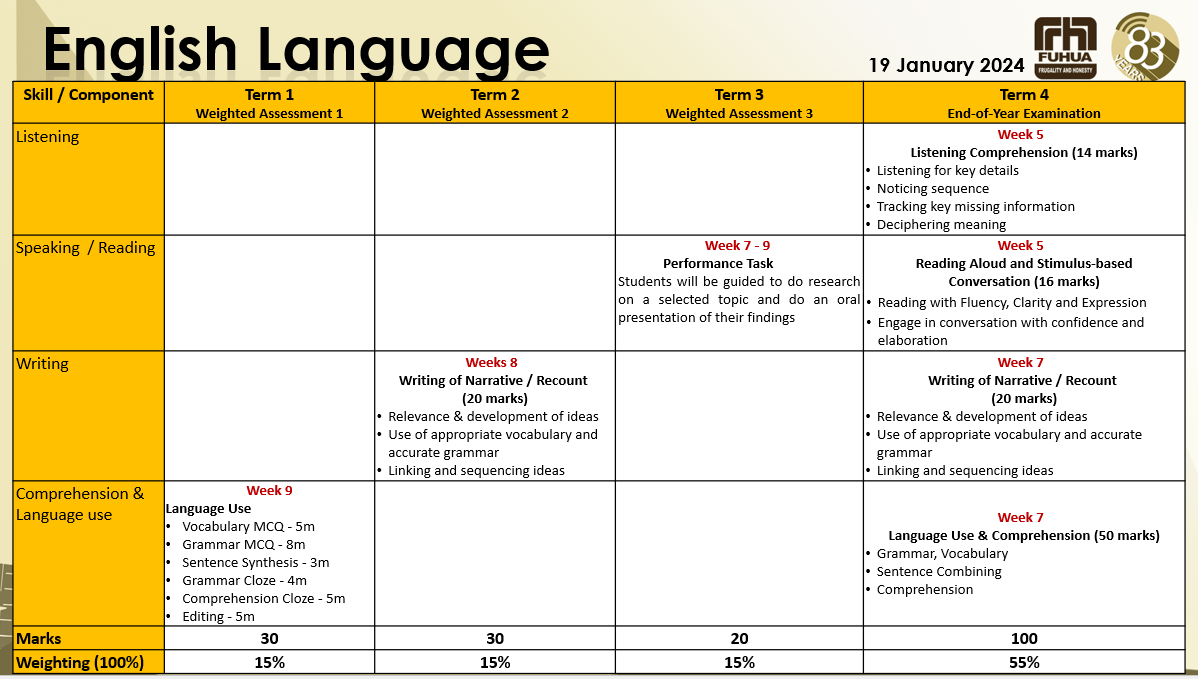 English Language
19 January 2024
FUHUA
FRUGALITY AND HONESTY
83
YEARS
Skill / Component
Term 1
Weighted Assessment 1
Term 2
Weighted Assessment 2
Term 3
Weighted Assessment 3
Term 4
End-of-Year Examination
Listening
Week 5
Listening Comprehension (14 marks)
• Listening for key details
• Noticing sequence
• Tracking key missing information
• Deciphering meaning
Speaking / Reading
Week 7 - 9
Performance Task
Students will be guided to do research
on a selected topic and do an oral
presentation of their findings
Week 5
Reading Aloud and Stimulus-based
Conversation (16 marks)
• Reading with Fluency, Clarity and Expression
• Engage in conversation with confidence and
elaboration
Writing
Weeks 8
Writing of Narrative / Recount
(20 marks)
• Relevance & development of ideas
• Use of appropriate vocabulary and
accurate grammar
• Linking and sequencing ideas
Week 7
Writing of Narrative / Recount
(20 marks)
• Relevance & development of ideas
• Use of appropriate vocabulary and accurate
grammar
• Linking and sequencing ideas
Comprehension &
Language use
Week 9
Language Use
• Vocabulary MCQ - 5m
• Grammar MCQ - 8m
• Sentence Synthesis - 3m
• Grammar Cloze - 4m
• Comprehension Cloze - 5m
• Editing - 5m
Week 7
Language Use & Comprehension (50 marks)
• Grammar, Vocabulary
• Sentence Combining
• Comprehension
Marks
30
30
20
100
Weighting (100%)
15%
15%
15%
55%